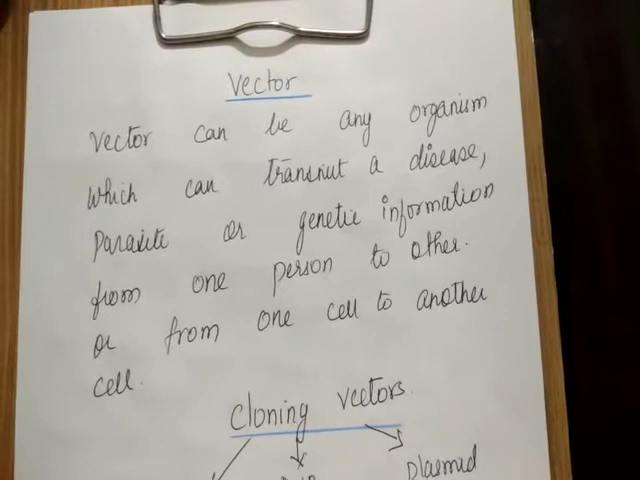 Vector
Vector can be any organism
which can transmit a disease,
Parasite or genetic information
from one person to other.
or from one cell to another
cell.
Cloning Vectors.
Plasmid